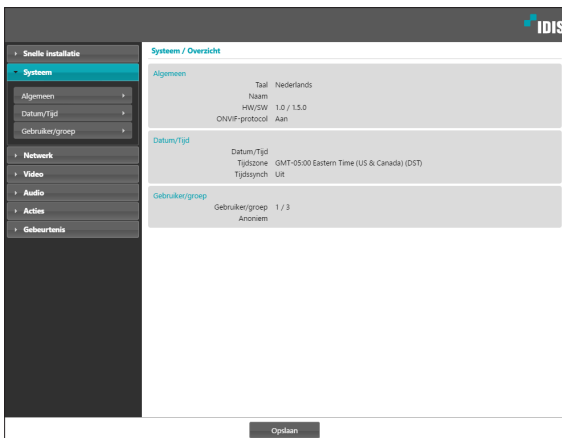 IDIS
Snelle installatie
Systeem
Algemeen
Datum/Tijd
Gebruiker/groep
Netwerk
Video
Audio
Acties
Gebeurtenis
Systeem / Overzicht
Algemeen
Taal Nederlands
Naam
HW/SW 1.0 / 1.5.0
ONVIF-protocol Aan
Datum/Tijd
Datum/Tijd
Tijdszone GMT-05:00 Eastern Time (US & Canada) (DST)
Tijdssynch Uit
Gebruiker/groep
Gebruiker/groep 1 / 3
Anoniem
Opslaan